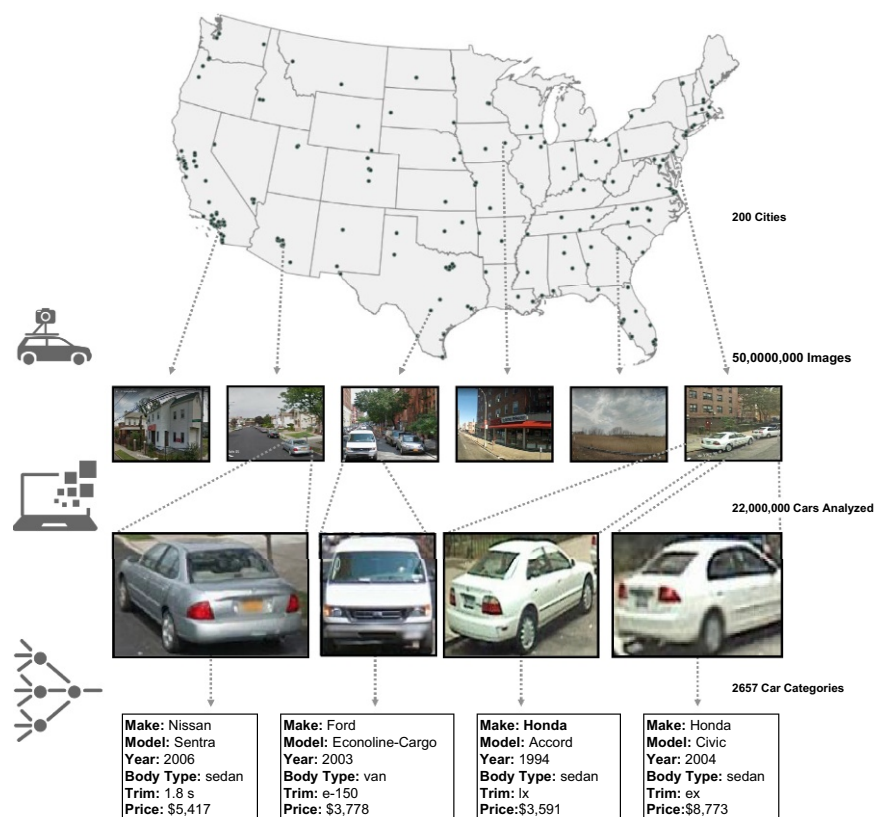 200 Cities
50,0000,000 Images
22,000,000 Cars Analyzed
2657 Car Categories
Make: Nissan
Model: Sentra
Year: 2006
Body Type: sedan
Trim: 1.8 s
Price: $5,417
Make: Ford
Model: Econoline-Cargo
Year: 2003
Body Type: van
Trim: e-150
Price: $3,778
Make: Honda
Model: Accord
Year: 1994
Body Type: sedan
Trim: lx
Price:$3,591
Make: Honda
Model: Civic
Year: 2004
Body Type: sedan
Trim: ex
Price:$8,773